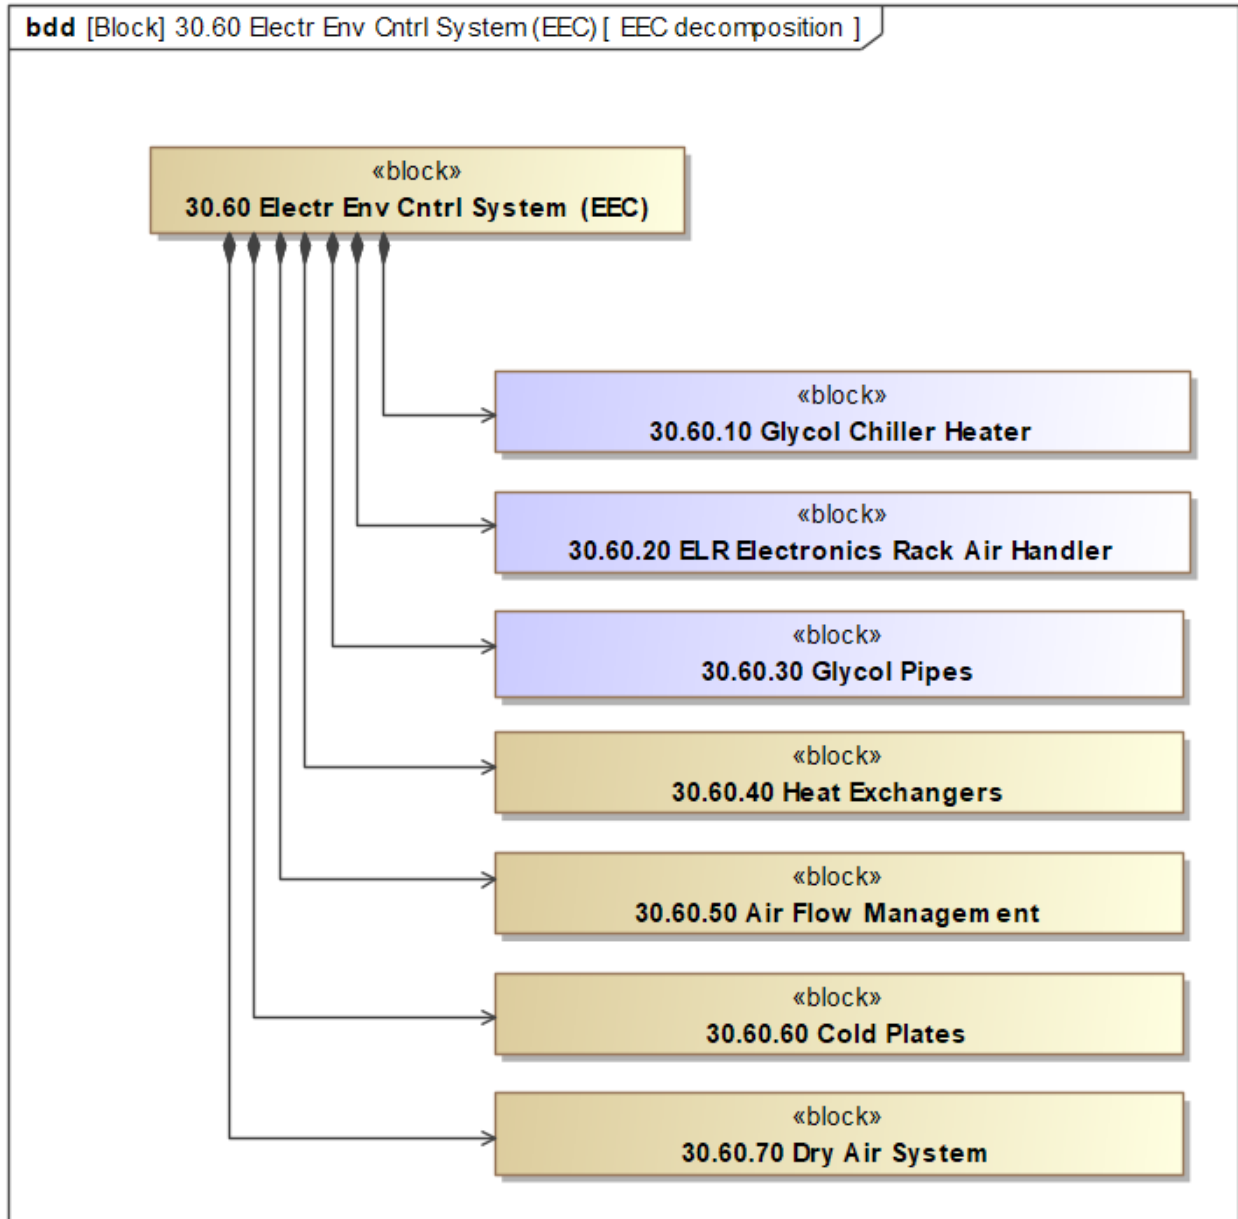 bdd [Block] 30.60 Electr Env Cntrl System (EEC) [ EEC decomposition ]
«block»
30.60 Electr Env Cntrl System (EEC)
«block»
30.60.10 Glycol Chiller Heater
«block»
30.60.20 ELR Electronics Rack Air Handler
«block»
30.60.30 Glycol Pipes
«block»
30.60.40 Heat Exchangers
«block»
30.60.50 Air Flow Management
«block»
30.60.60 Cold Plates
«block»
30.60.70 Dry Air System